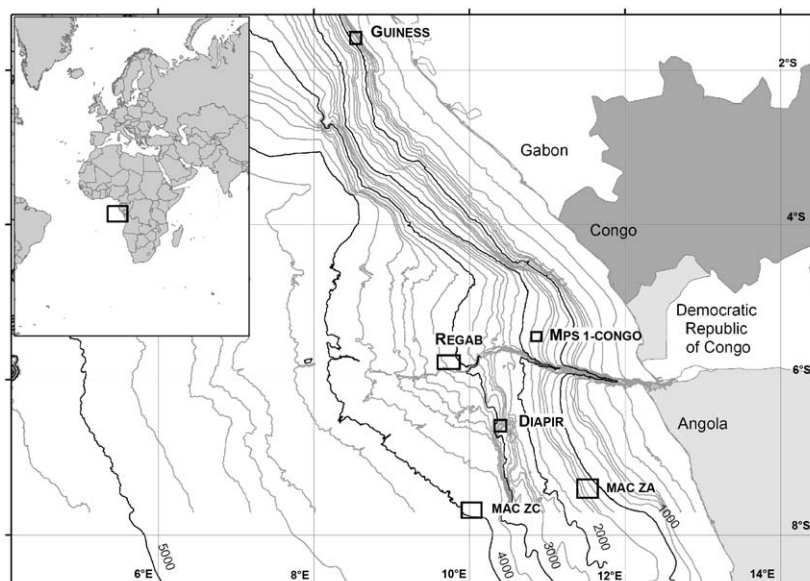 GUINESS
2°S
Gabon
4°S
Congo
Democratic
Republic
of Congo
MPS 1-CONGO
REGAB
6°S
Angola
DIAPIR
MAC ZA
MAC ZC
8°S
1000
2000
3000
4000
5000
6°E
8°E
10°E
12°E
14°E